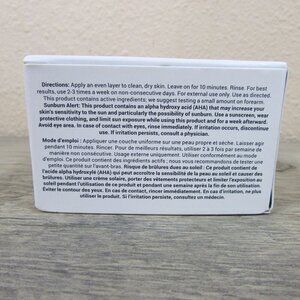 Directions: Apply an even layer to clean, dry skin. Leave on for 10 minutes. Rinse. For best
results, use 2-3 times a week on non-consecutive days. For external use only. Use as directed.
This product contains active ingredients; we suggest testing a small amount on forearm.
Sunburn Alert: This product contains an alpha hydroxy acid (AHA) that may increase your
skin's sensitivity to the sun and particularly the possibility of sunburn. Use a sunscreen, wear
protective clothing, and limit sun exposure while using this product and for a week afterward.
Avoid eye area. In case of contact with eyes, rinse immediately. If irritation occurs, discontinue
use. If irritation persists, consult a physician.
Mode d'emploi : Appliquer une couche uniforme sur une peau propre et sèche. Laisser agir
pendant 10 minutes. Rincer. Pour de meilleurs résultats, utiliser 2 à 3 fois par semaine de
manière non consécutive. Usage externe uniquement. Utiliser conformément au mode
d'emploi. Ce produit contient des ingrédients actifs ; nous vous recommandons de tester une
petite quantité sur l'avant-bras. Risque de brûlures dues au soleil : Ce produit contient de
l'acide alpha hydroxylé (AHA) qui peut accroître la sensibilité de la peau au soleil et causer des
brûlures. Utiliser une crème solaire, porter des vêtements protecteurs et limiter l'exposition au
soleil pendant l'utilisation de ce produit et pendant une semaine après la fin de son utilisation.
Éviter le contour des yeux. En cas de contact, rincer immédiatement. En cas d'irritation, ne plus
utiliser le produit. Si l'irritation persiste, consultez un médecin.